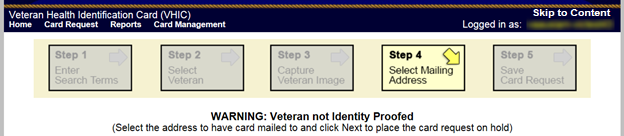 Veteran Health Identification Card (VHIC)
Skip to Content
Home Card Request Reports Card Management
Logged in as:
Step 1
Enter
Search Terms
Step 2
Select
Veteran
Step 3
Capture
Veteran Image
Step 4
Select Mailing
Address
Step 5
Save
Card Request
WARNING: Veteran not Identity Proofed
(Select the address to have card mailed to and click Next to place the card request on hold)